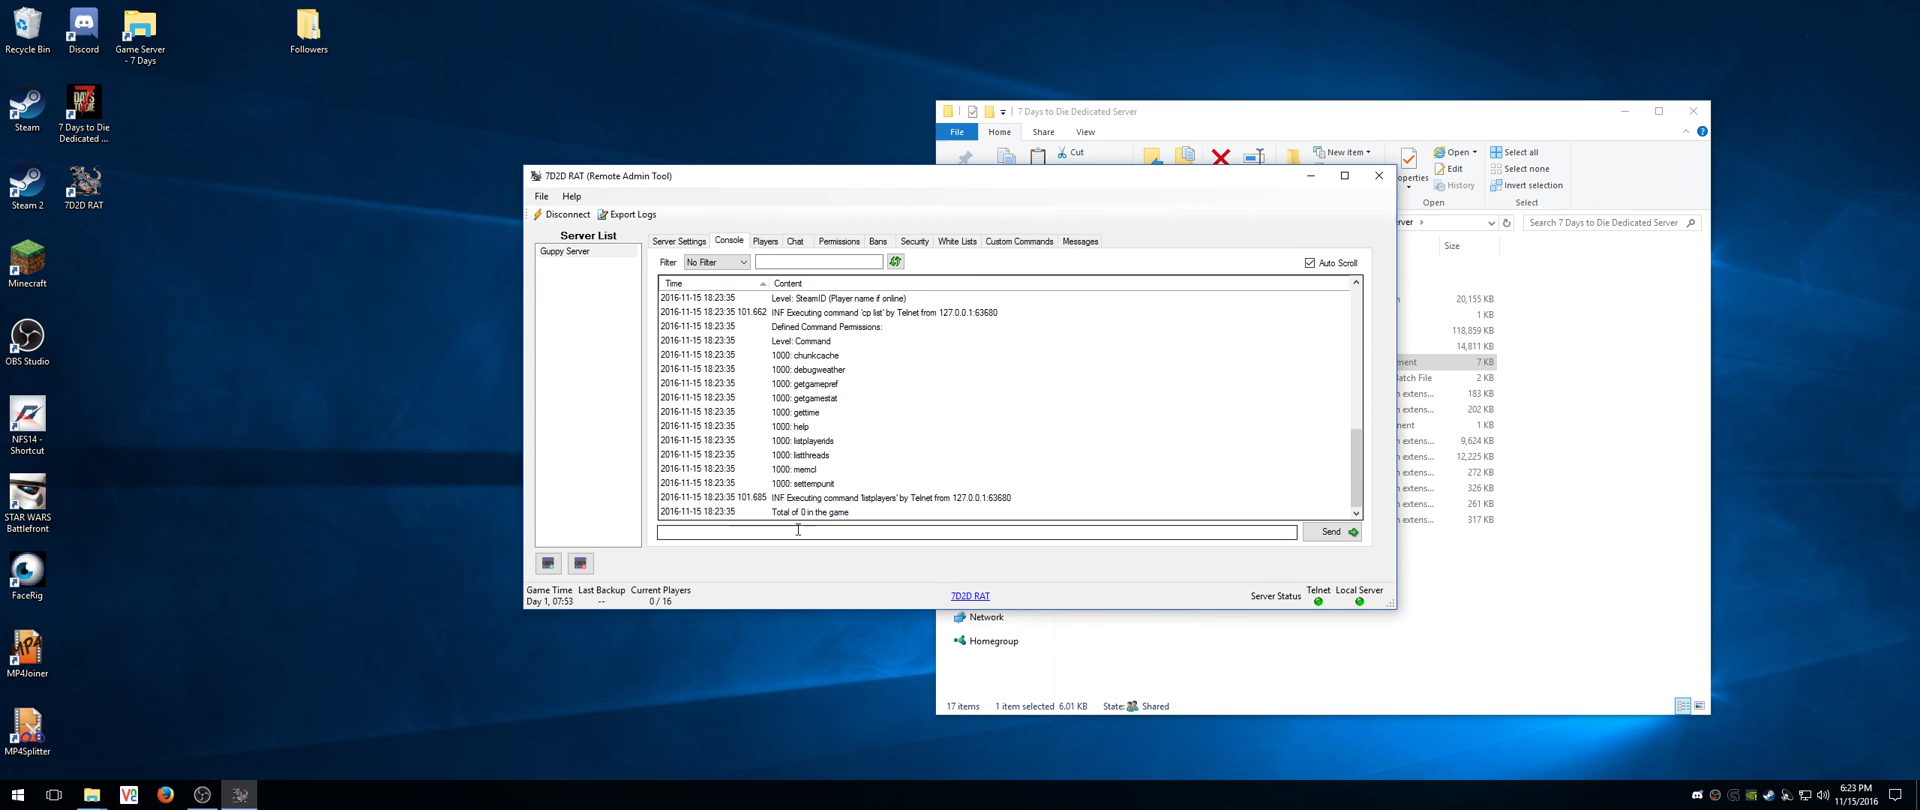 Recycle Bin
Discord
Game Server
- 7 Days
Followers
Steam
7 Days to Die
Dedicated ...
Steam 2
7D2D RAT
Minecraft
OBS Studio
NFS14 -
Shortcut
STAR WARS
Battlefront
FaceRig
MP4Joiner
MP4Splitter
7 Days to Die Dedicated Server
File
Home
Share
View
Cut
New item
Open
Edit
History
Select all
Select none
Invert selection
operties
Open
Select
rver
Search 7 Days to Die Dedicated Server
Size
20,155 KB
1 KB
118,859 KB
14,811 KB
ment 7 KB
Batch File 2 KB
n extens... 183 KB
n extens... 202 KB
ment 1 KB
n extens... 9,624 KB
n extens... 12,225 KB
n extens... 272 KB
n extens... 326 KB
n extens... 261 KB
n extens... 317 KB
Network
Homegroup
17 items 1 item selected 6.01 KB State: Shared
7D2D RAT (Remote Admin Tool)
File Help
Disconnect Export Logs
Server List
Guppy Server
Server Settings Console Players Chat Permissions Bans Security White Lists Custom Commands Messages
Filter No Filter Auto Scroll
Time Content
2016-11-15 18:23:35 Level: SteamID (Player name if online)
2016-11-15 18:23:35 101.662 INF Executing command 'cp list' by Telnet from 127.0.0.1:63680
2016-11-15 18:23:35 Defined Command Permissions:
2016-11-15 18:23:35 Level: Command
2016-11-15 18:23:35 1000: chunkcache
2016-11-15 18:23:35 1000: debugweather
2016-11-15 18:23:35 1000: getgamepref
2016-11-15 18:23:35 1000: getgamestat
2016-11-15 18:23:35 1000: gettime
2016-11-15 18:23:35 1000: help
2016-11-15 18:23:35 1000: listplayerids
2016-11-15 18:23:35 1000: listthreads
2016-11-15 18:23:35 1000: memcl
2016-11-15 18:23:35 1000: settempunit
2016-11-15 18:23:35 101.685 INF Executing command 'listplayers' by Telnet from 127.0.0.1:63680
2016-11-15 18:23:35 Total of 0 in the game
Send
Game Time Last Backup Current Players
Day 1, 07:53 -- 0 / 16
7D2D RAT
Server Status
Telnet Local Server
6:23 PM
11/15/2016